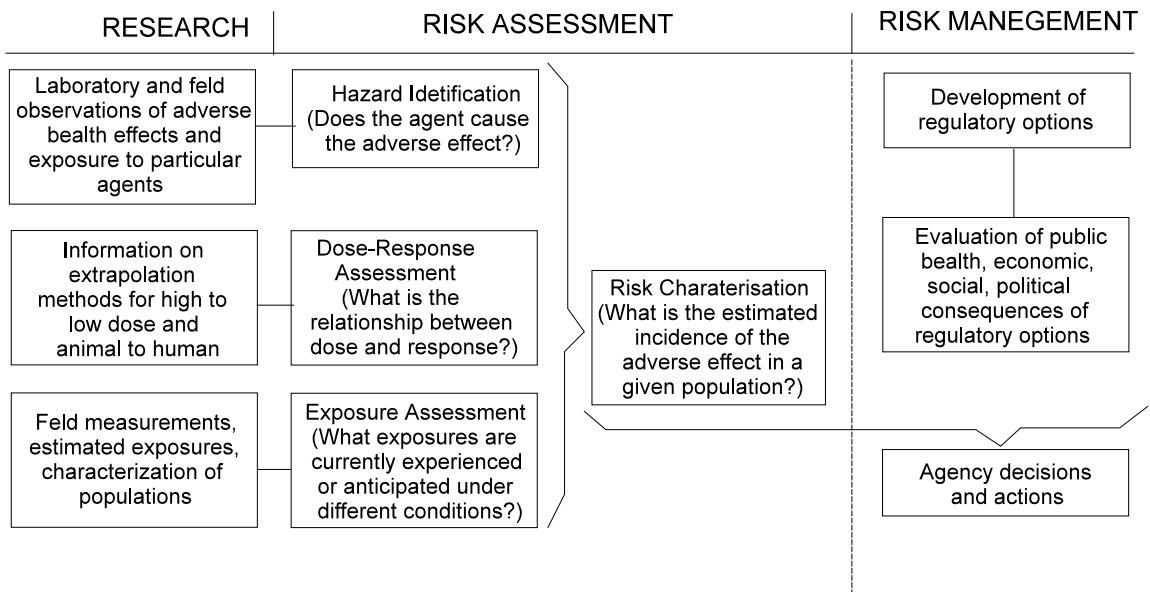 RESEARCH
RISK ASSESSMENT
RISK MANEGEMENT
Laboratory and feld
observations of adverse
bealth effects and
exposure to particular
agents
Hazard Idetification
(Does the agent cause
the adverse effect?)
Development of
regulatory options
Information on
extrapolation
methods for high to
low dose and
animal to human
Dose-Response
Assessment
(What is the
relationship between
dose and response?)
Risk Charaterisation
(What is the estimated
incidence of the
adverse effect in a
given population?)
Evaluation of public
bealth, economic,
social, political
consequences of
regulatory options
Feld measurements,
estimated exposures,
characterization of
populations
Exposure Assessment
(What exposures are
currently experienced
or anticipated under
different conditions?)
Agency decisions
and actions